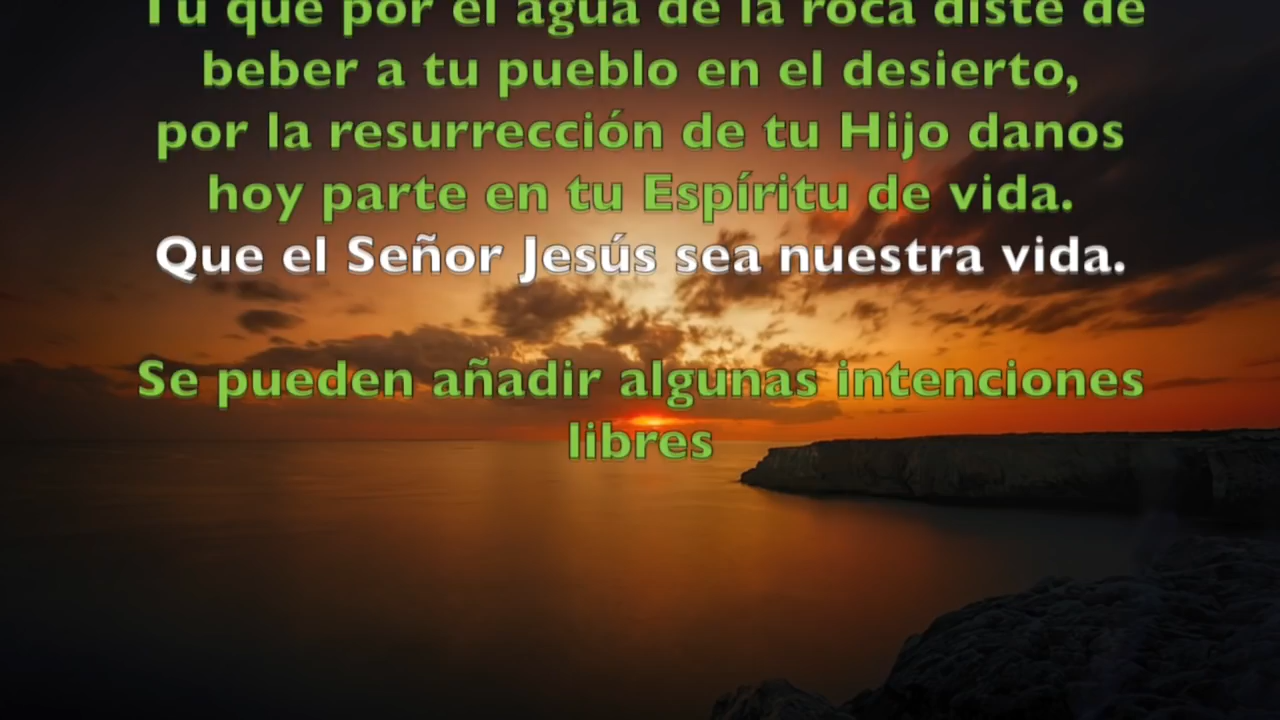 Tú que por el agua de la roca diste de
beber a tu pueblo en el desierto,
por la resurrección de tu Hijo danos
hoy parte en tu Espíritu de vida.
Que el Señor Jesús sea nuestra vida.
Se pueden añadir algunas intenciones
libres